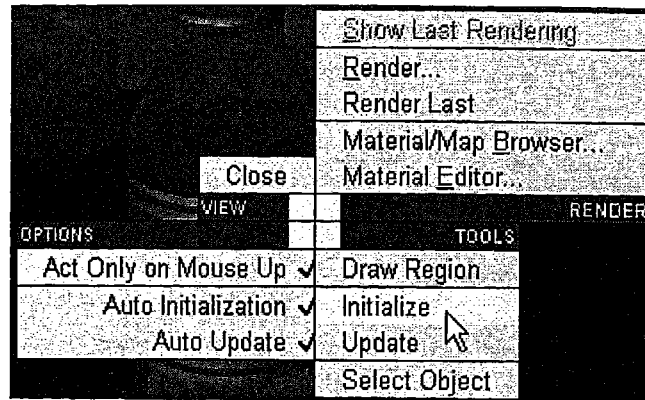 Show Last Rendering
Render...
Render Last
Material/Map Browser...
Close
Material Editor...
VIEW
RENDER
OPTIONS
TOOLS
Act Only on Mouse Up ✓
Draw Region
Auto Initialization ✓
Initialize
Auto Update ✓
Update
Select Object